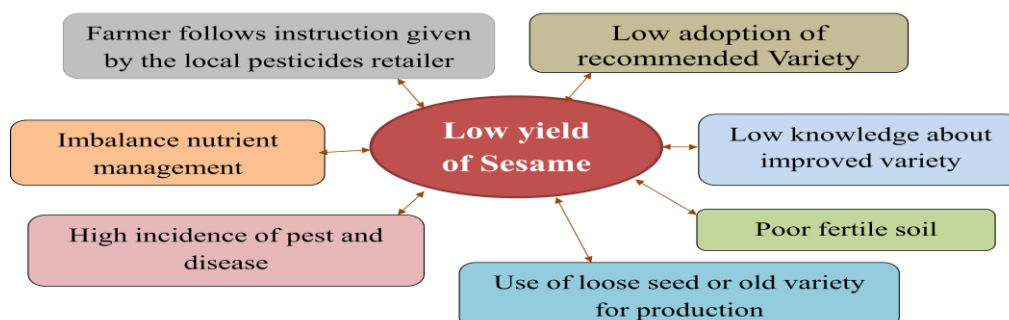 Farmer follows instruction given
by the local pesticides retailer
Low adoption of
recommended Variety
Imbalance nutrient
management
Low yield
of Sesame
Low knowledge about
improved variety
High incidence of pest and
disease
Poor fertile soil
Use of loose seed or old variety
for production